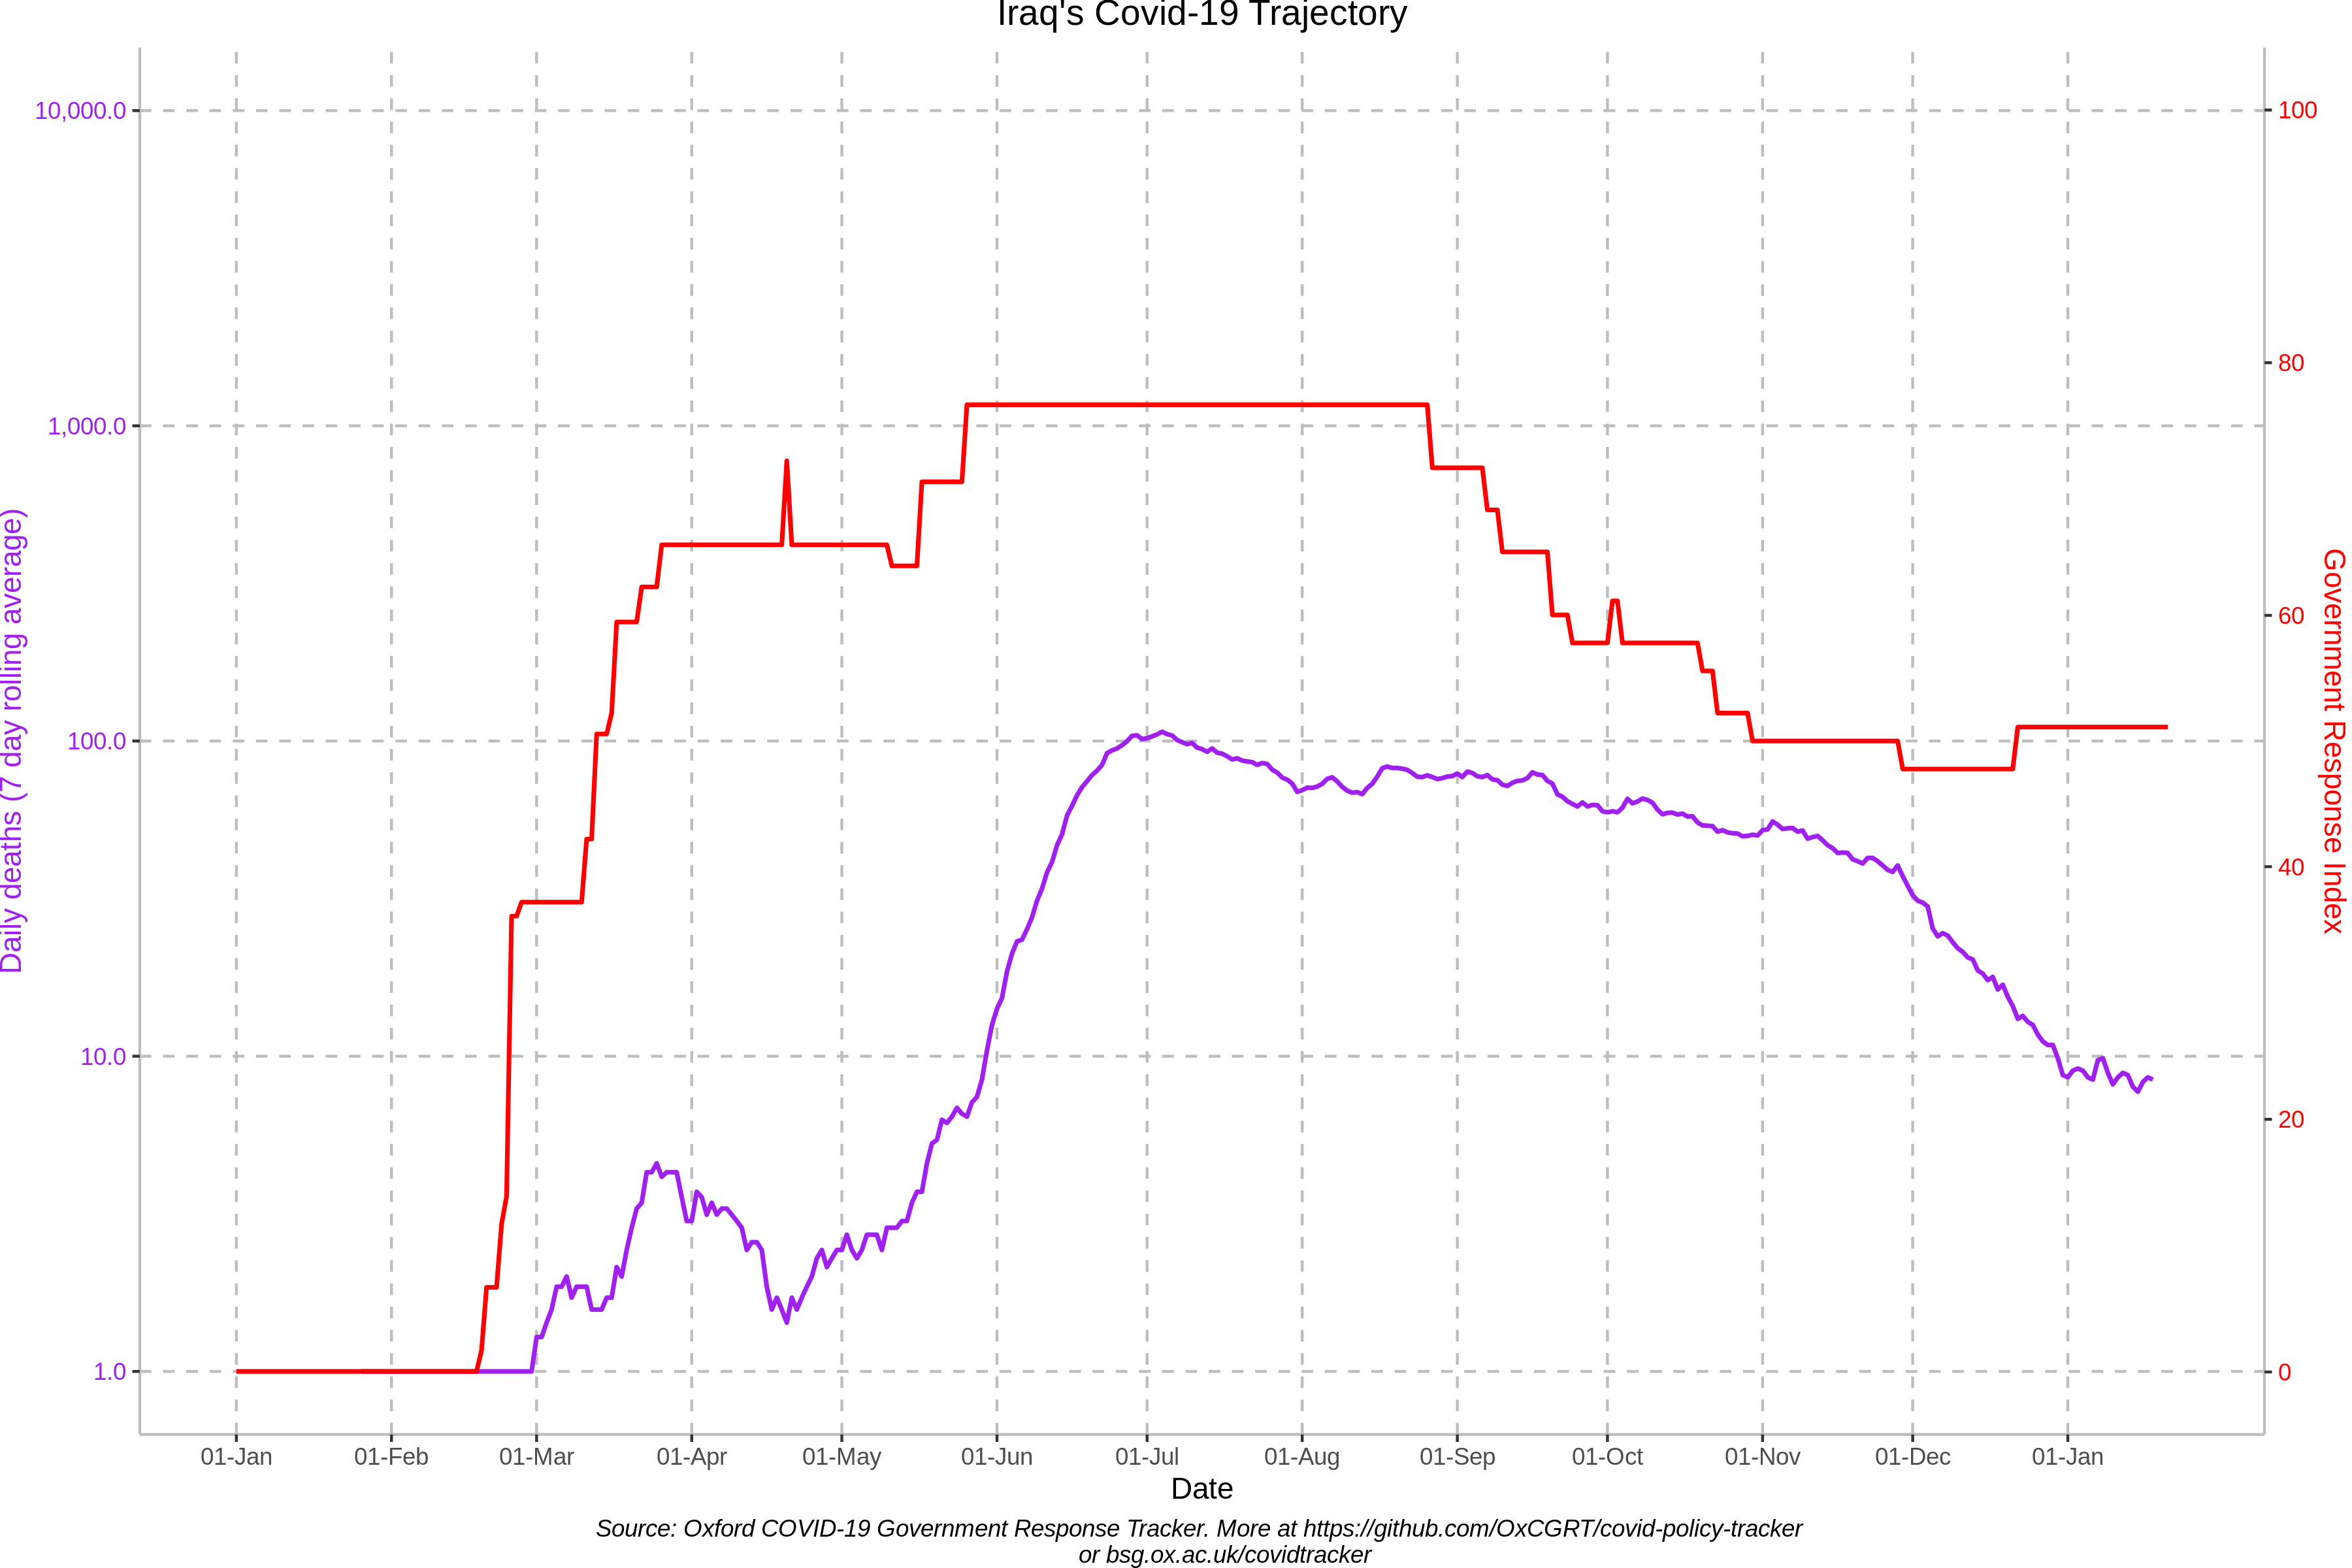 Iraq's Covid-19 Trajectory
10,000.0
1,000.0
100.0
10.0
1.0
Daily deaths (7 day rolling average)
100
80
60
40
20
0
Government Response Index
01-Jan
01-Feb
01-Mar
01-Apr
01-May
01-Jun
01-Jul
01-Aug
01-Sep
01-Oct
01-Nov
01-Dec
01-Jan
Date
Source: Oxford COVID-19 Government Response Tracker. More at https://github.com/OxCGRT/covid-policy-tracker
or bsg.ox.ac.uk/covidtracker